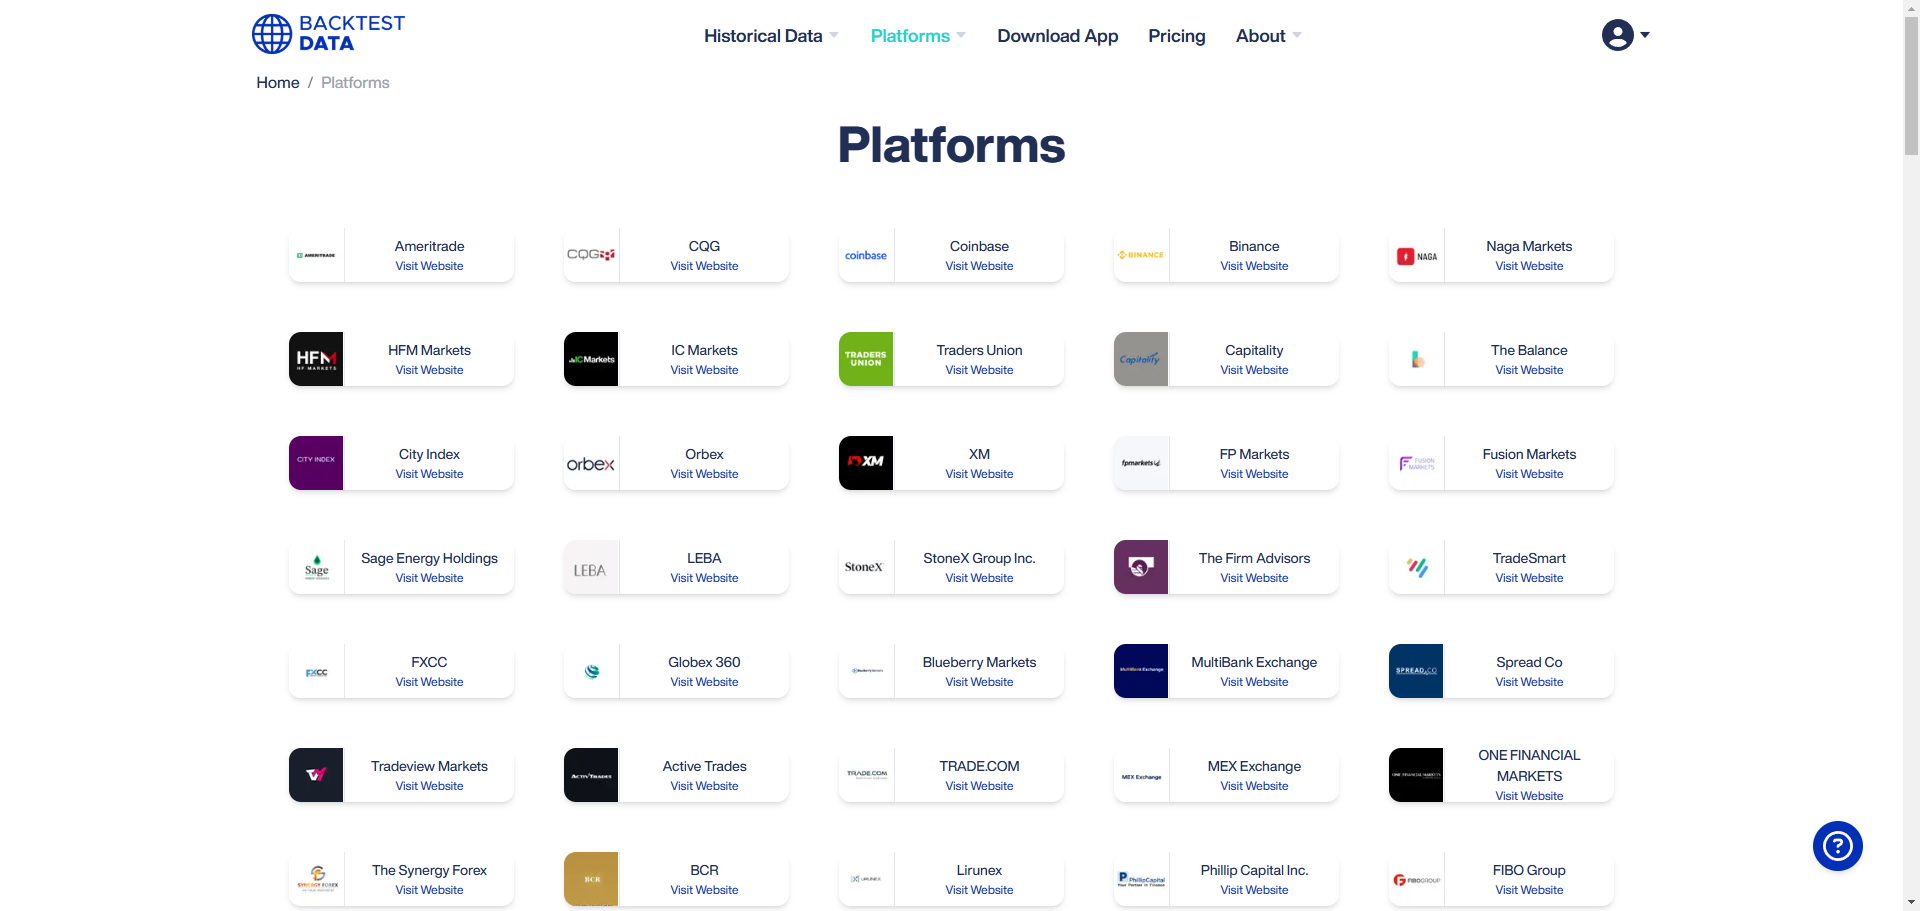 BACKTEST
DATA
Historical Data
Platforms
Download App
Pricing
About
Home / Platforms
Platforms
AMERITRADE
Ameritrade
Visit Website
CQG
CQG
Visit Website
coinbase
Coinbase
Visit Website
BINANCE
Binance
Visit Website
NAGA
Naga Markets
Visit Website
HFM
HF MARKETS
HFM Markets
Visit Website
IC Markets
IC Markets
Visit Website
TRADERS
UNION
Traders Union
Visit Website
Capitality
Capitality
Visit Website
The Balance
Visit Website
CITY INDEX
City Index
Visit Website
orbex
Orbex
Visit Website
XM
XM
Visit Website
fpmarkets
FP Markets
Visit Website
FUSION
MARKETS
Fusion Markets
Visit Website
Sage
Sage Energy Holdings
Visit Website
LEBA
LEBA
Visit Website
StoneX
StoneX Group Inc.
Visit Website
The Firm Advisors
Visit Website
TradeSmart
Visit Website
FXCC
FXCC
Visit Website
Globex 360
Visit Website
Blueberry Markets
Visit Website
MultiBank Exchange
MultiBank Exchange
Visit Website
SPREAD CO
Spread Co
Visit Website
Tradeview Markets
Visit Website
ACTIVTRADES
Active Trades
Visit Website
TRADE.COM
TRADE.COM
Visit Website
MEX Exchange
MEX Exchange
Visit Website
ONE FINANCIAL MARKETS
ONE FINANCIAL
MARKETS
Visit Website
SYNERGY FOREX
The Synergy Forex
Visit Website
BCR
BCR
Visit Website
LIRUNEX
Lirunex
Visit Website
PhillipCapital
Your Partner In Finance
Phillip Capital Inc.
Visit Website
FIBOGROUP
FIBO Group
Visit Website
?